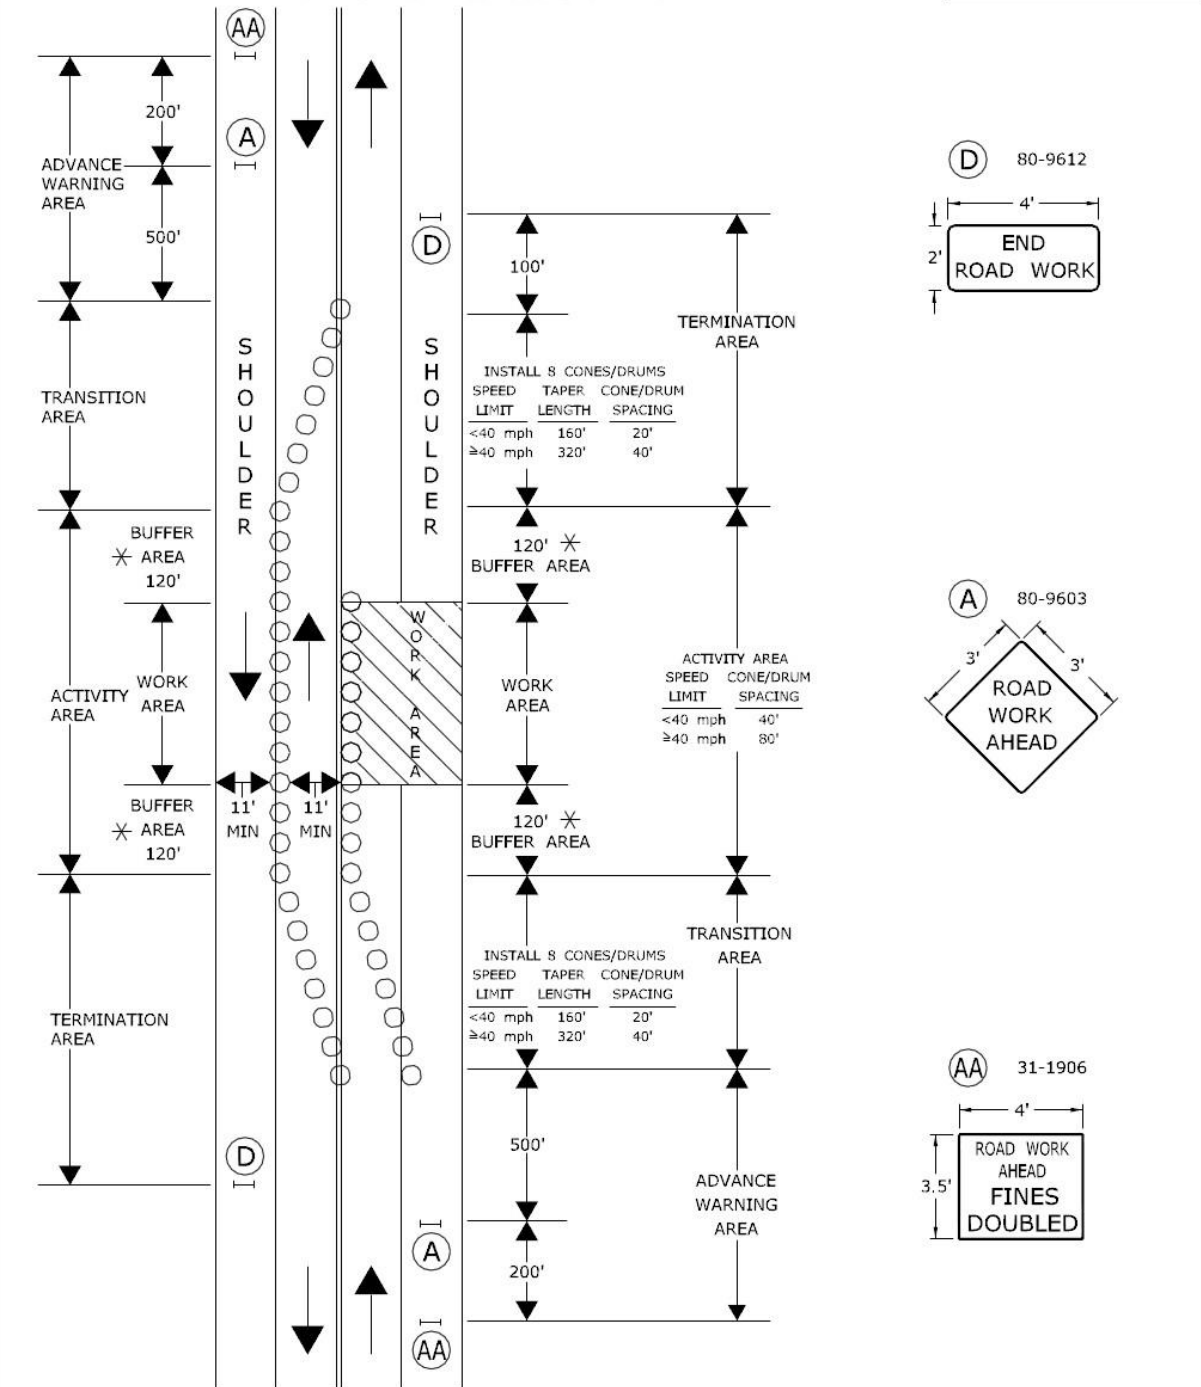 AA
200'
A
ADVANCE
WARNING
AREA
500'
D
100'
TERMINATION
AREA
SHOULDER
SHOULDER
INSTALL 8 CONES/DRUMS
SPEED TAPER CONE/DRUM
LIMIT LENGTH SPACING
<40 mph 160' 20'
≥40 mph 320' 40'
TRANSITION
AREA
BUFFER
* AREA
120'
120' *
BUFFER AREA
ACTIVITY
AREA
WORK
AREA
WORK AREA
WORK
AREA
ACTIVITY AREA
SPEED CONE/DRUM
LIMIT SPACING
<40 mph 40'
≥40 mph 80'
BUFFER
* AREA
120'
11'
MIN
11'
MIN
120' *
BUFFER AREA
TRANSITION
AREA
INSTALL 8 CONES/DRUMS
SPEED TAPER CONE/DRUM
LIMIT LENGTH SPACING
<40 mph 160' 20'
≥40 mph 320' 40'
TERMINATION
AREA
D
500'
ADVANCE
WARNING
AREA
A
200'
AA
D 80-9612
4'
2'
END
ROAD WORK
A 80-9603
3' 3'
ROAD
WORK
AHEAD
AA 31-1906
4'
3.5'
ROAD WORK
AHEAD
FINES
DOUBLED